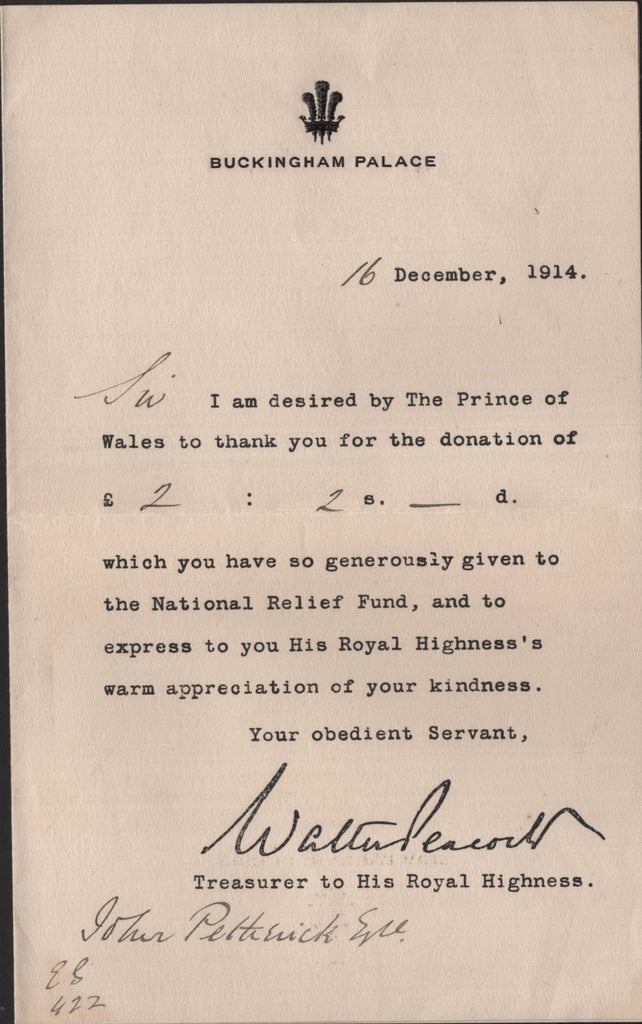 BUCKINGHAM PALACE
16 December, 1914.
Sir I am desired by The Prince of
Wales to thank you for the donation of
£ 2 : 2 s. — d.
which you have so generously given to
the National Relief Fund, and to
express to you His Royal Highness's
warm appreciation of your kindness.
Your obedient Servant,
Walter Peacock
Treasurer to His Royal Highness.
John Petherick Esq.
422